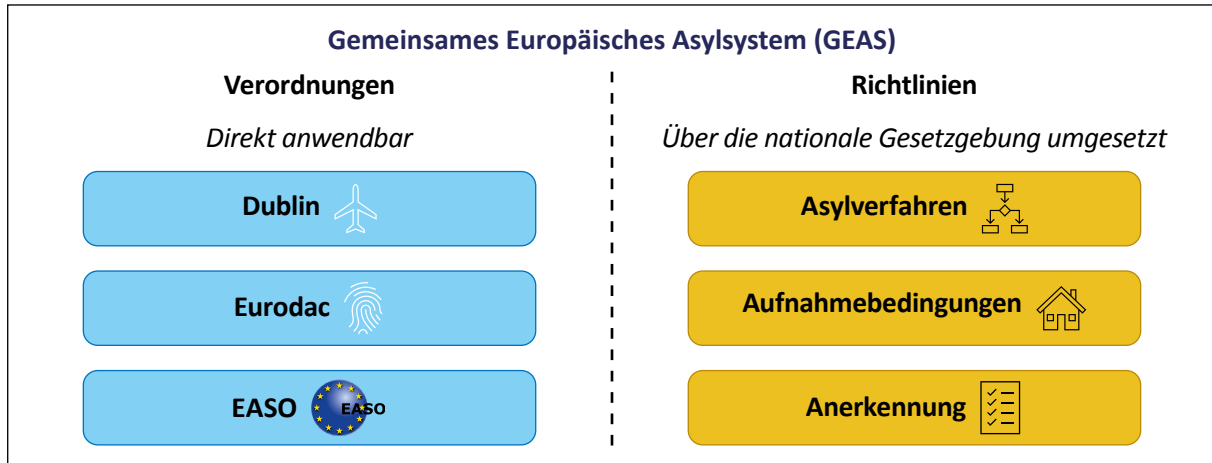 Gemeinsames Europäisches Asylsystem (GEAS)
Verordnungen
Direkt anwendbar
Dublin
Eurodac
EASO EASO
Richtlinien
Über die nationale Gesetzgebung umgesetzt
Asylverfahren
Aufnahmebedingungen
Anerkennung